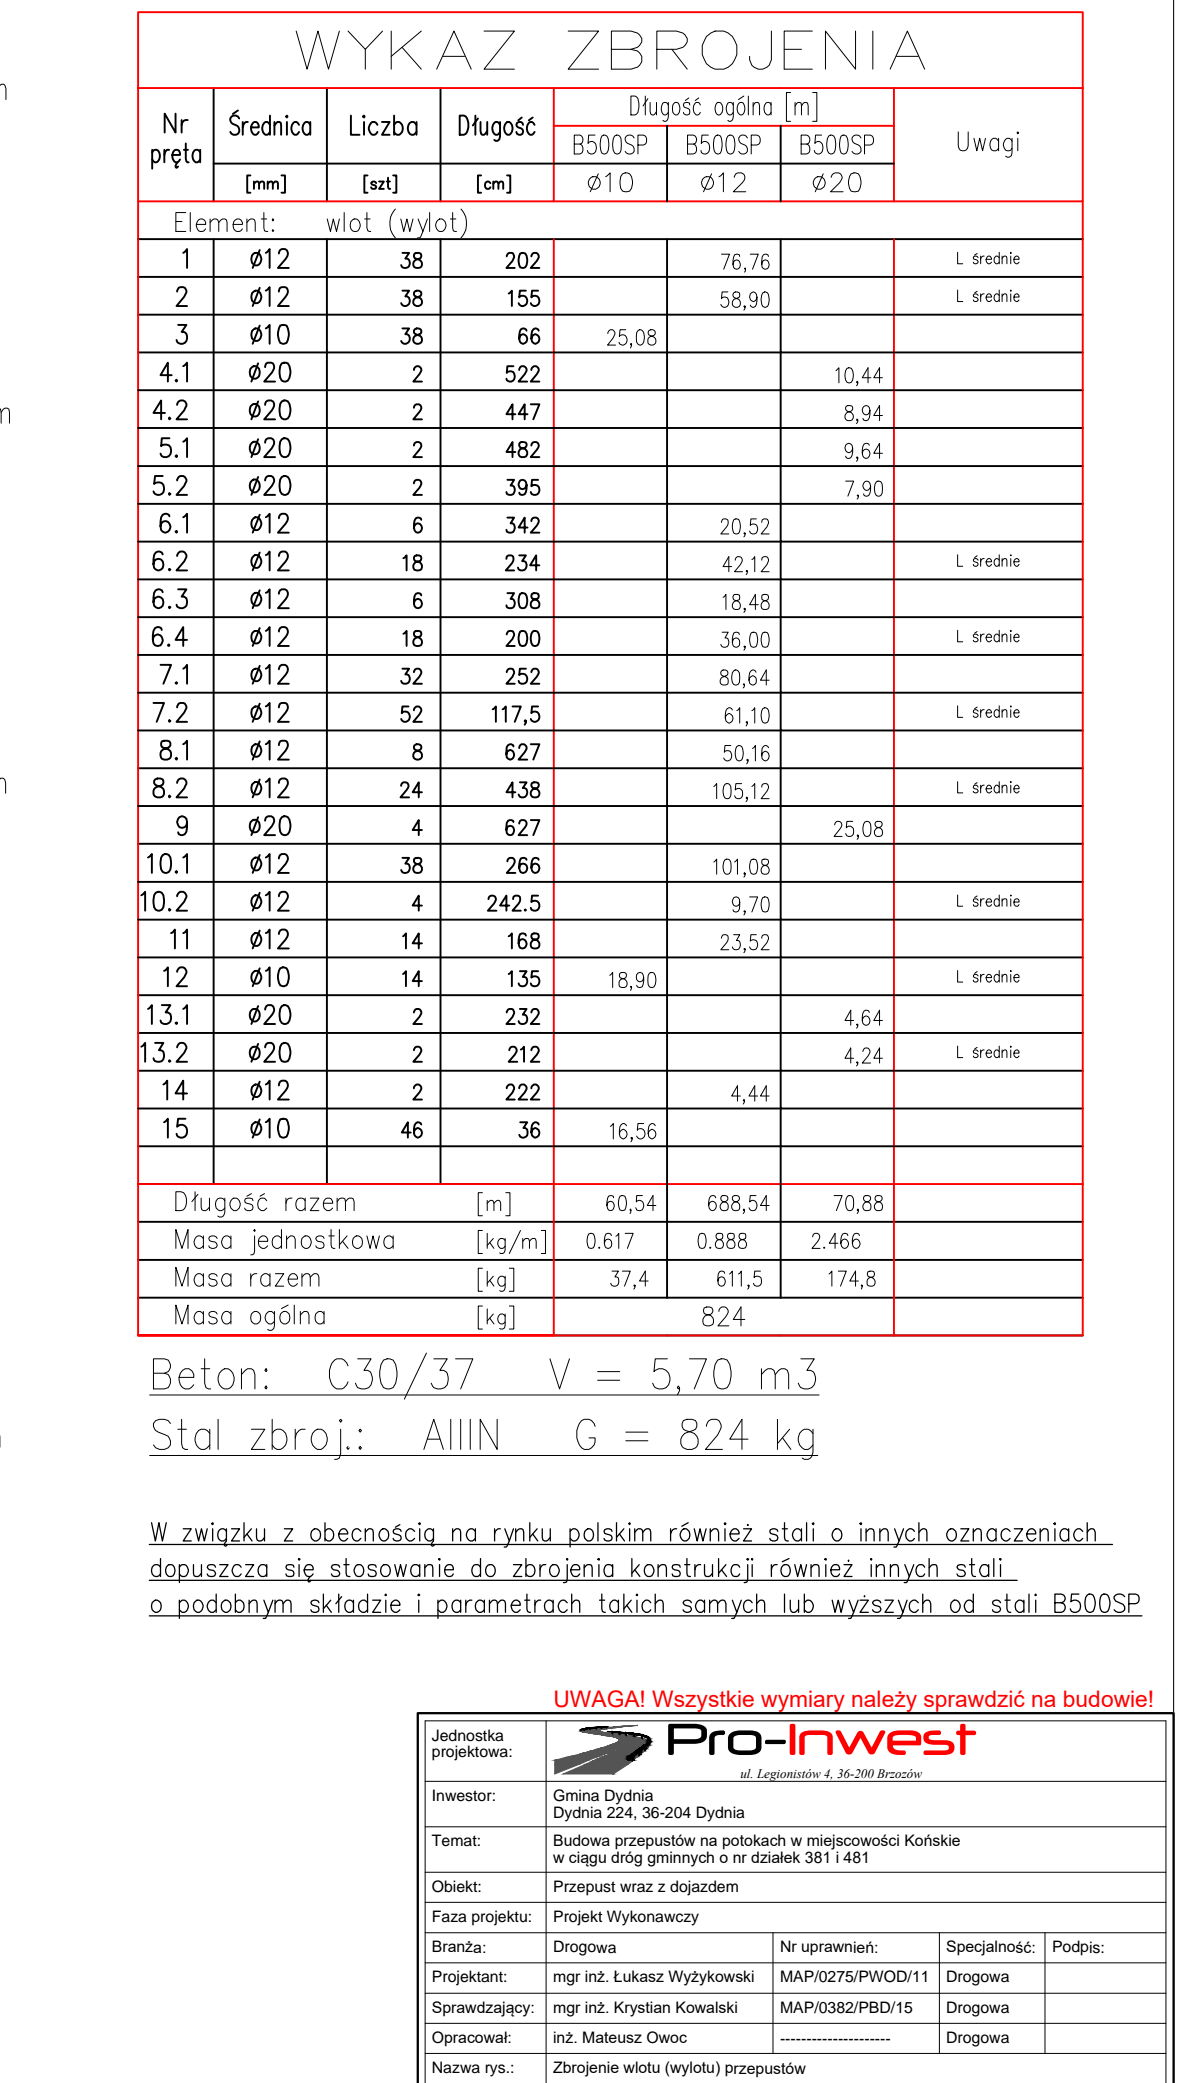 WYKAZ ZBROJENIA
Nr pręta Średnica Liczba Długość Długość ogólna [m] Uwagi
B500SP B500SP B500SP
[mm] [szt] [cm] ø10 ø12 ø20
Element: wlot (wylot)
1 ø12 38 202 76,76 L średnie
2 ø12 38 155 58,90 L średnie
3 ø10 38 66 25,08
4.1 ø20 2 522 10,44
4.2 ø20 2 447 8,94
5.1 ø20 2 482 9,64
5.2 ø20 2 395 7,90
6.1 ø12 6 342 20,52
6.2 ø12 18 234 42,12 L średnie
6.3 ø12 6 308 18,48
6.4 ø12 18 200 36,00 L średnie
7.1 ø12 32 252 80,64
7.2 ø12 52 117,5 61,10 L średnie
8.1 ø12 8 627 50,16
8.2 ø12 24 438 105,12 L średnie
9 ø20 4 627 25,08
10.1 ø12 38 266 101,08
10.2 ø12 4 242.5 9,70 L średnie
11 ø12 14 168 23,52
12 ø10 14 135 18,90 L średnie
13.1 ø20 2 232 4,64
13.2 ø20 2 212 4,24 L średnie
14 ø12 2 222 4,44
15 ø10 46 36 16,56
Długość razem [m] 60,54 688,54 70,88
Masa jednostkowa [kg/m] 0.617 0.888 2.466
Masa razem [kg] 37,4 611,5 174,8
Masa ogólna [kg] 824
Beton: C30/37 V = 5,70 m3
Stal zbroj.: AIIIN G = 824 kg
W związku z obecnością na rynku polskim również stali o innych oznaczeniach
dopuszcza się stosowanie do zbrojenia konstrukcji również innych stali
o podobnym składzie i parametrach takich samych lub wyższych od stali B500SP
UWAGA! Wszystkie wymiary należy sprawdzić na budowie!
Jednostka projektowa: Pro-Inwest
ul. Legionistów 4, 36-200 Brzozów
Inwestor: Gmina Dydnia
Dydnia 224, 36-204 Dydnia
Temat: Budowa przepustów na potokach w miejscowości Końskie
w ciągu dróg gminnych o nr działek 381 i 481
Obiekt: Przepust wraz z dojazdem
Faza projektu: Projekt Wykonawczy
Branża: Drogowa Nr uprawnień: Specjalność: Podpis:
Projektant: mgr inż. Łukasz Wyżykowski MAP/0275/PWOD/11 Drogowa
Sprawdzający: mgr inż. Krystian Kowalski MAP/0382/PBD/15 Drogowa
Opracował: inż. Mateusz Owoc --------------------- Drogowa
Nazwa rys.: Zbrojenie wlotu (wylotu) przepustów